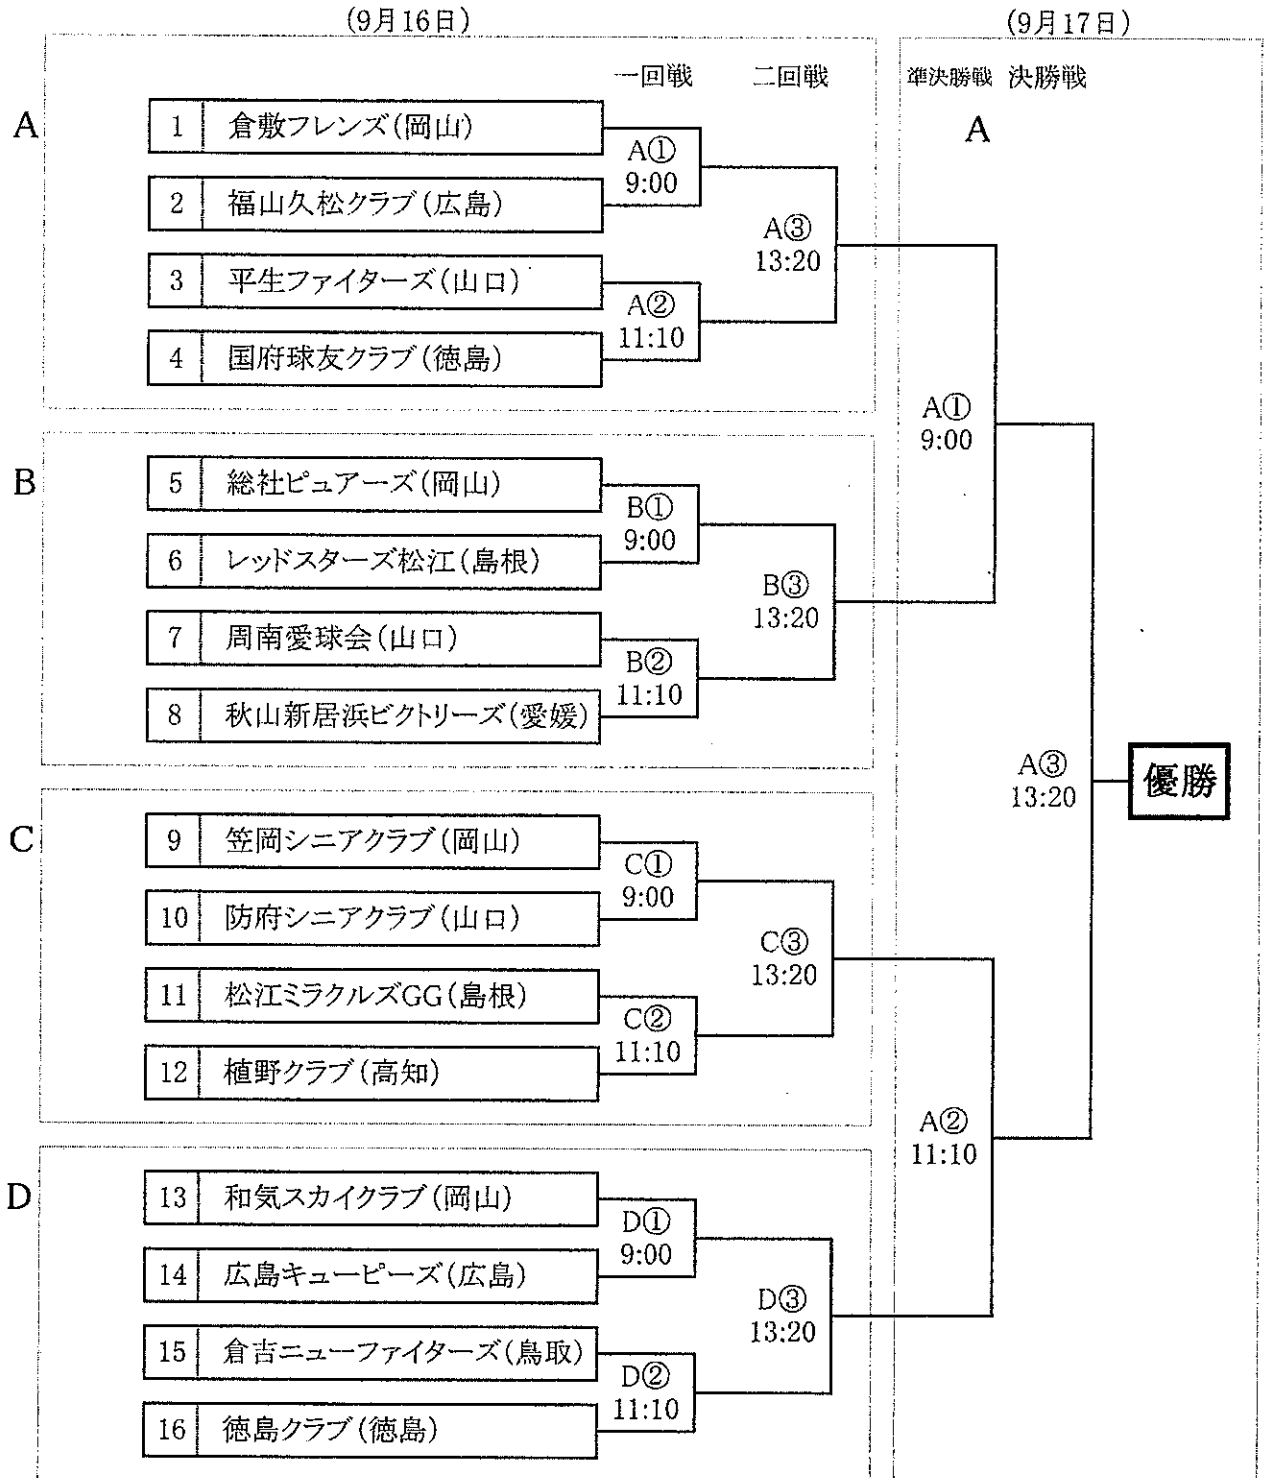 (9月16日)
(9月17日)
一回戦 二回戦
準決勝戦 決勝戦
A
A
1 倉敷フレンズ(岡山)
A①
9:00
2 福山久松クラブ(広島)
A③
13:20
3 平生ファイターズ(山口)
A②
11:10
4 国府球友クラブ(徳島)
A①
9:00
B
5 総社ピュアーズ(岡山)
B①
9:00
6 レッドスターズ松江(島根)
B③
13:20
7 周南愛球会(山口)
B②
11:10
8 秋山新居浜ビクトリーズ(愛媛)
A③
13:20
優勝
C
9 笠岡シニアクラブ(岡山)
C①
9:00
10 防府シニアクラブ(山口)
C③
13:20
11 松江ミラクルズGG(島根)
C②
11:10
12 植野クラブ(高知)
A②
11:10
D
13 和気スカイクラブ(岡山)
D①
9:00
14 広島キューピーズ(広島)
D③
13:20
15 倉吉ニューファイターズ(鳥取)
D②
11:10
16 徳島クラブ(徳島)